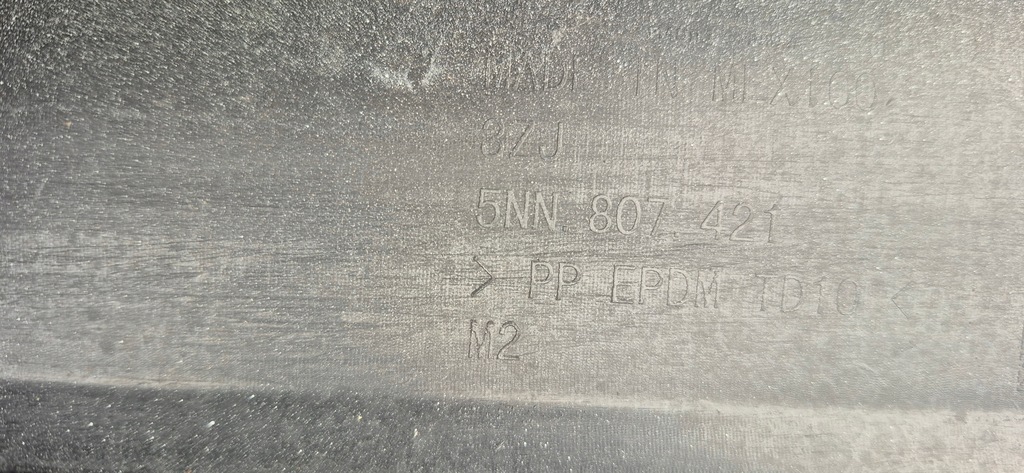 MADE IN MEXICO
8ZJ
5NN.807.421
> PP EPDM TD10 <
M2